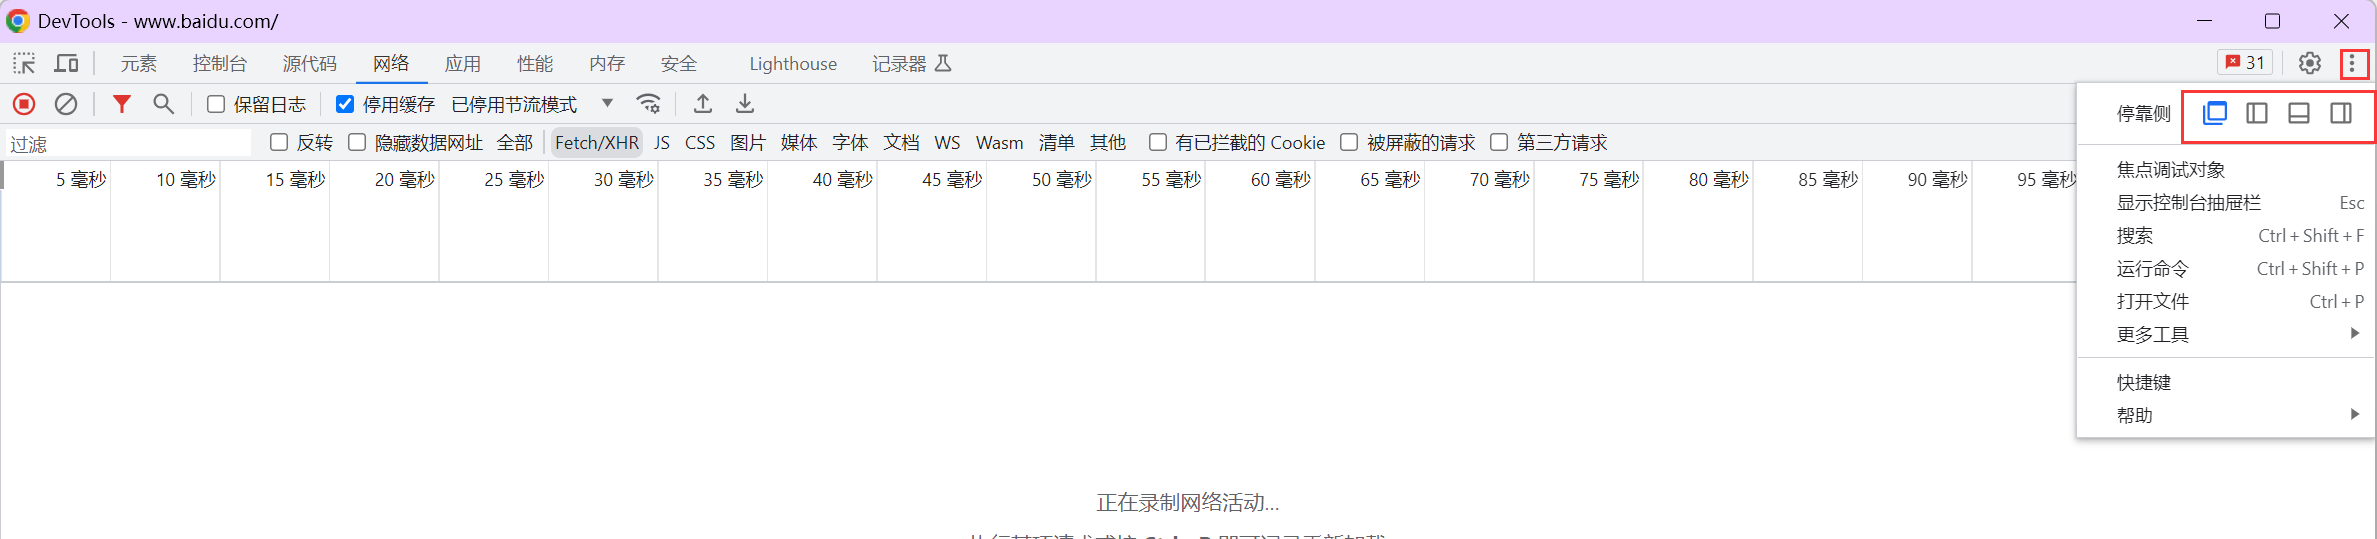 DevTools - www.baidu.com/
元素 控制台 源代码 网络 应用 性能 内存 安全 Lighthouse 记录器 31
保留日志 停用缓存 已停用节流模式
停靠侧
过滤 反转 隐藏数据网址 全部 Fetch/XHR JS CSS 图片 媒体 字体 文档 WS Wasm 清单 其他 有已拦截的 Cookie 被屏蔽的请求 第三方请求
5 毫秒 10 毫秒 15 毫秒 20 毫秒 25 毫秒 30 毫秒 35 毫秒 40 毫秒 45 毫秒 50 毫秒 55 毫秒 60 毫秒 65 毫秒 70 毫秒 75 毫秒 80 毫秒 85 毫秒 90 毫秒 95 毫秒
焦点调试对象
显示控制台抽屉栏 Esc
搜索 Ctrl + Shift + F
运行命令 Ctrl + Shift + P
打开文件 Ctrl + P
更多工具
快捷键
帮助
正在录制网络活动...